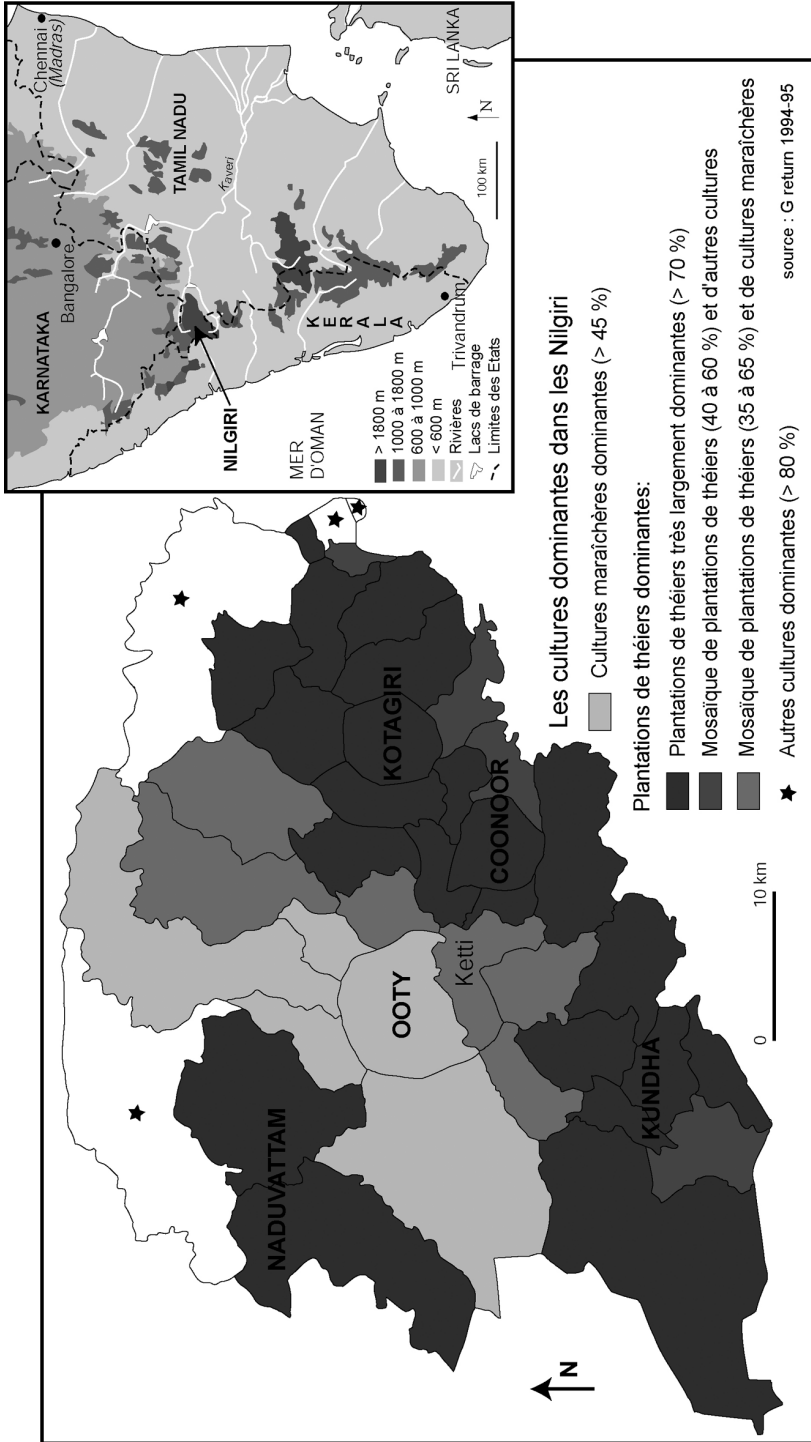 KARNATAKA
Bangalore
Chennai
(Madras)
TAMIL NADU
Kaveri
NILGIRI
MER
D'OMAN
KERALA
Trivandrum
SRI LANKA
N
100 km
> 1800 m
1000 à 1800 m
600 à 1000 m
< 600 m
Rivières
Lacs de barrage
Limites des Etats
NADUVATTAM
OOTY
Ketti
KOTAGIRI
COONOOR
KUNDHA
N
0 10 km
Les cultures dominantes dans les Nilgiri
Cultures maraîchères dominantes (> 45 %)
Plantations de théiers dominantes:
Plantations de théiers très largement dominantes (> 70 %)
Mosaïque de plantations de théiers (40 à 60 %) et d'autres cultures
Mosaïque de plantations de théiers (35 à 65 %) et de cultures maraîchères
Autres cultures dominantes (> 80 %)
source : G return 1994-95